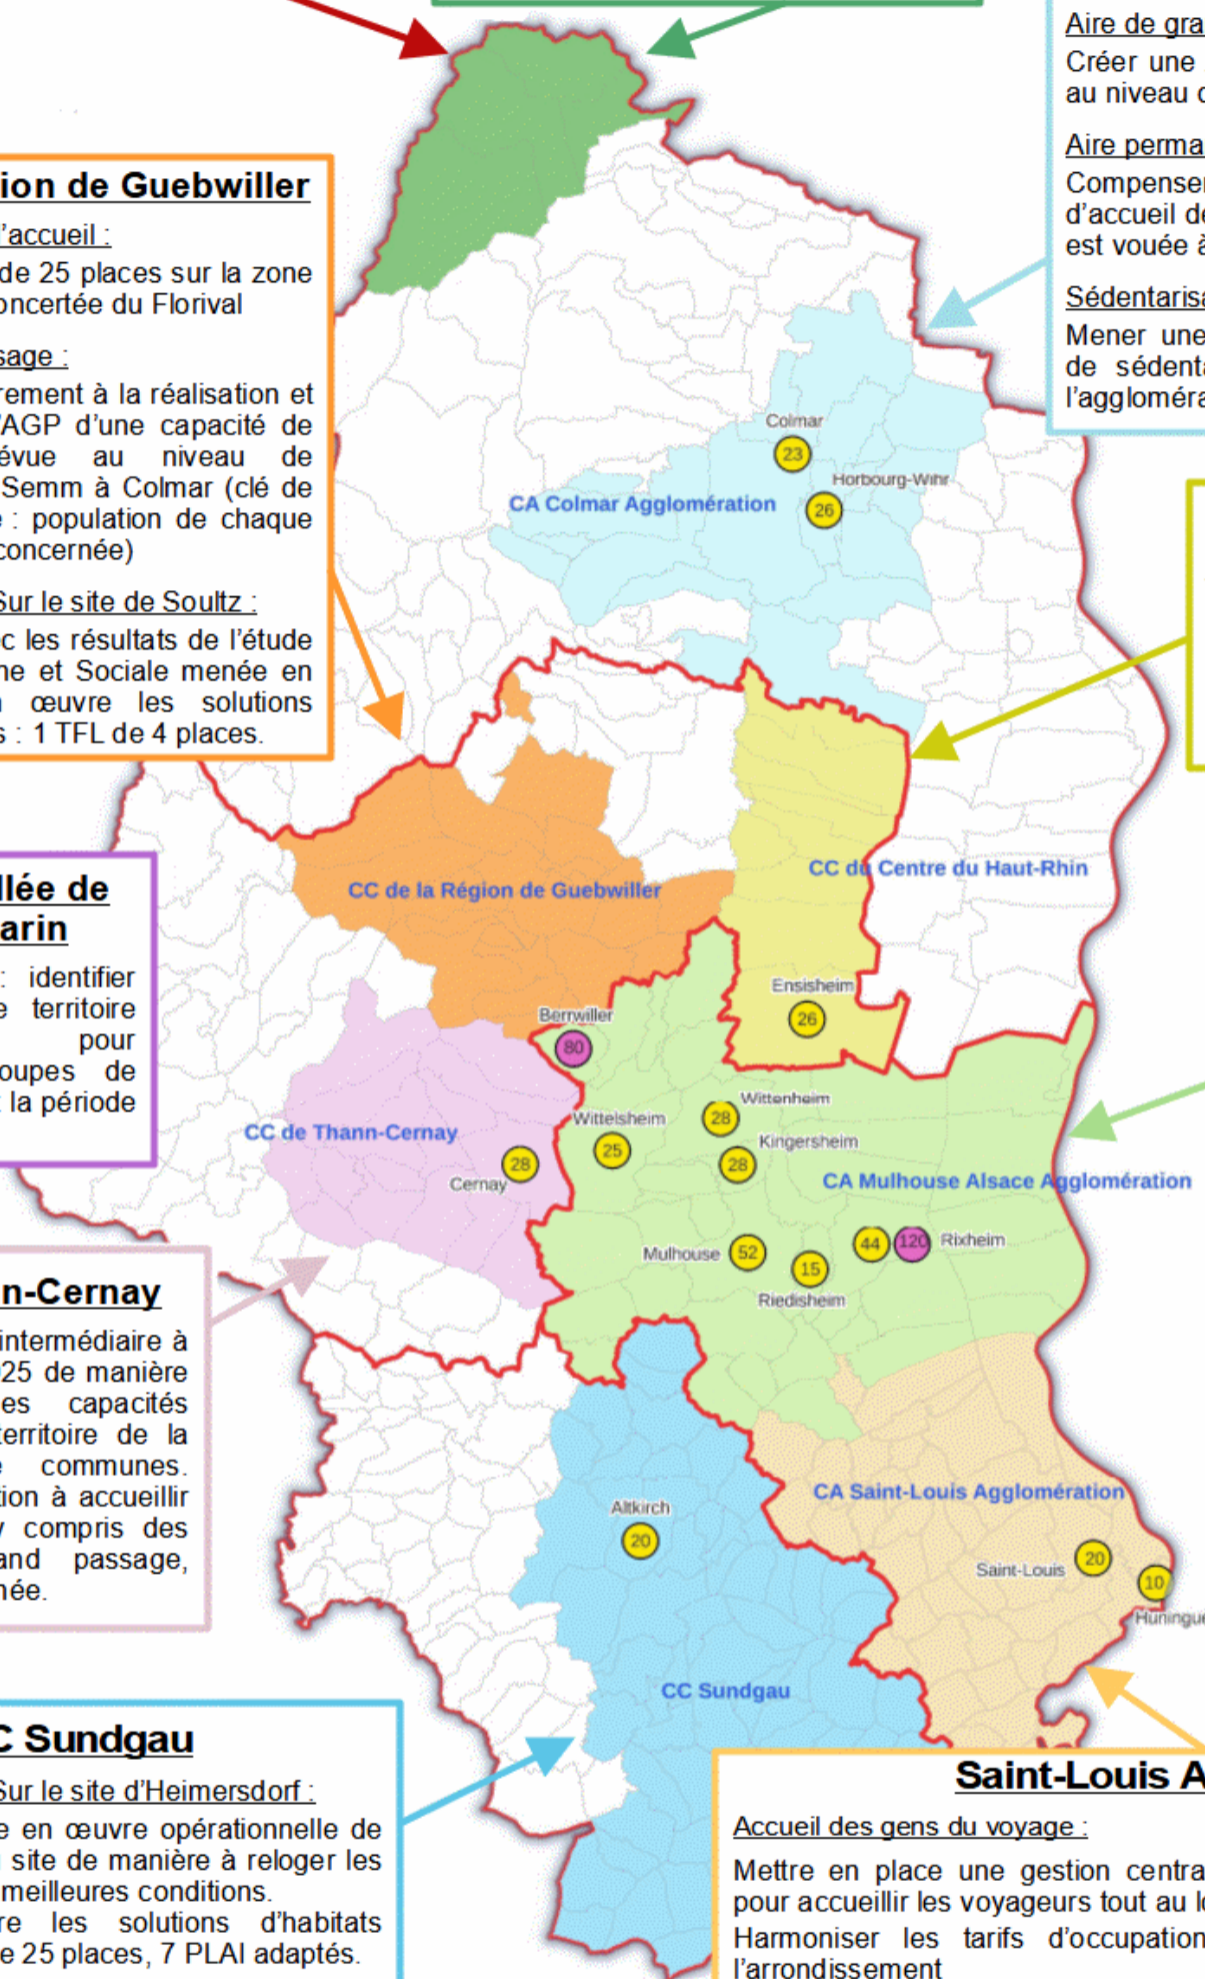 Aire de gra
Créer une
au niveau
Aire perma
Compenser
d'accueil de
est vouée à
Sédentarisa
Mener une
de sédenta
l'aggloméra
ion de Guebwiller
'accueil :
de 25 places sur la zone
oncertée du Florival
sage :
rement à la réalisation et
'AGP d'une capacité de
évue au niveau de
Semm à Colmar (clé de
e : population de chaque
concernée)
Sur le site de Soultz :
c les résultats de l'étude
ne et Sociale menée en
œuvre les solutions
s : 1 TFL de 4 places.
Colmar
23
Horbourg-Wihr
26
CA Colmar Agglomération
CC du Centre du Haut-Rhin
CC de la Région de Guebwiller
llée de
arin
: identifier
e territoire
pour
oupes de
t la période
Ensisheim
26
Berrwiller
80
Wittenheim
28
Wittelsheim
25
Kingersheim
28
CC de Thann-Cernay
28
Cernay
CA Mulhouse Alsace Agglomération
Mulhouse
52
44
120
Rixheim
15
Riedisheim
n-Cernay
intermédiaire à
025 de manière
es capacités
territoire de la
e communes.
tion à accueillir
y compris des
and passage,
née.
CA Saint-Louis Agglomération
Altkirch
20
Saint-Louis
20
10
Huningue
CC Sundgau
C Sundgau
Sur le site d'Heimersdorf :
e en œuvre opérationnelle de
site de manière à reloger les
meilleures conditions.
re les solutions d'habitats
e 25 places, 7 PLAI adaptés.
Saint-Louis A
Accueil des gens du voyage :
Mettre en place une gestion centra
pour accueillir les voyageurs tout au l
Harmoniser les tarifs d'occupation
l'arrondissement